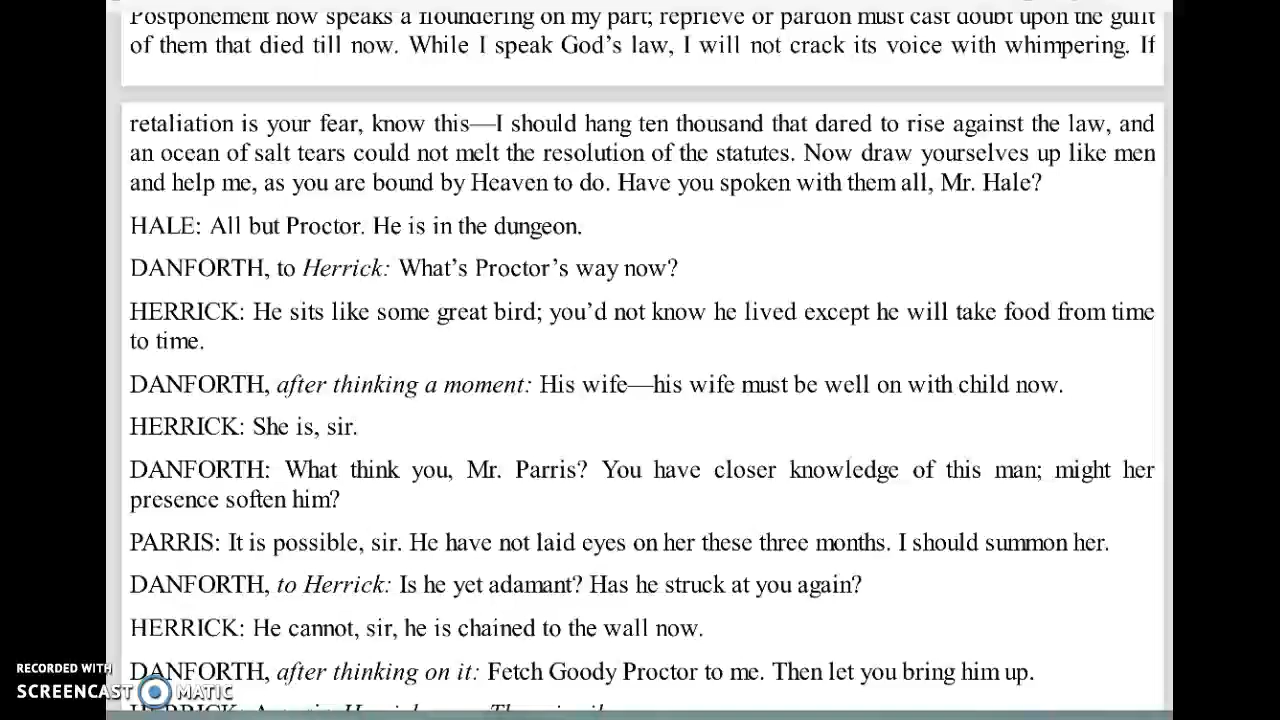 Postponement now speaks a floundering on my part; reprieve or pardon must cast doubt upon the guilt
of them that died till now. While I speak God's law, I will not crack its voice with whimpering. If
retaliation is your fear, know this—I should hang ten thousand that dared to rise against the law, and
an ocean of salt tears could not melt the resolution of the statutes. Now draw yourselves up like men
and help me, as you are bound by Heaven to do. Have you spoken with them all, Mr. Hale?
HALE: All but Proctor. He is in the dungeon.
DANFORTH, to Herrick: What's Proctor's way now?
HERRICK: He sits like some great bird; you'd not know he lived except he will take food from time
to time.
DANFORTH, after thinking a moment: His wife—his wife must be well on with child now.
HERRICK: She is, sir.
DANFORTH: What think you, Mr. Parris? You have closer knowledge of this man; might her
presence soften him?
PARRIS: It is possible, sir. He have not laid eyes on her these three months. I should summon her.
DANFORTH, to Herrick: Is he yet adamant? Has he struck at you again?
HERRICK: He cannot, sir, he is chained to the wall now.
DANFORTH, after thinking on it: Fetch Goody Proctor to me. Then let you bring him up.
RECORDED WITH
SCREENCAST MATIC